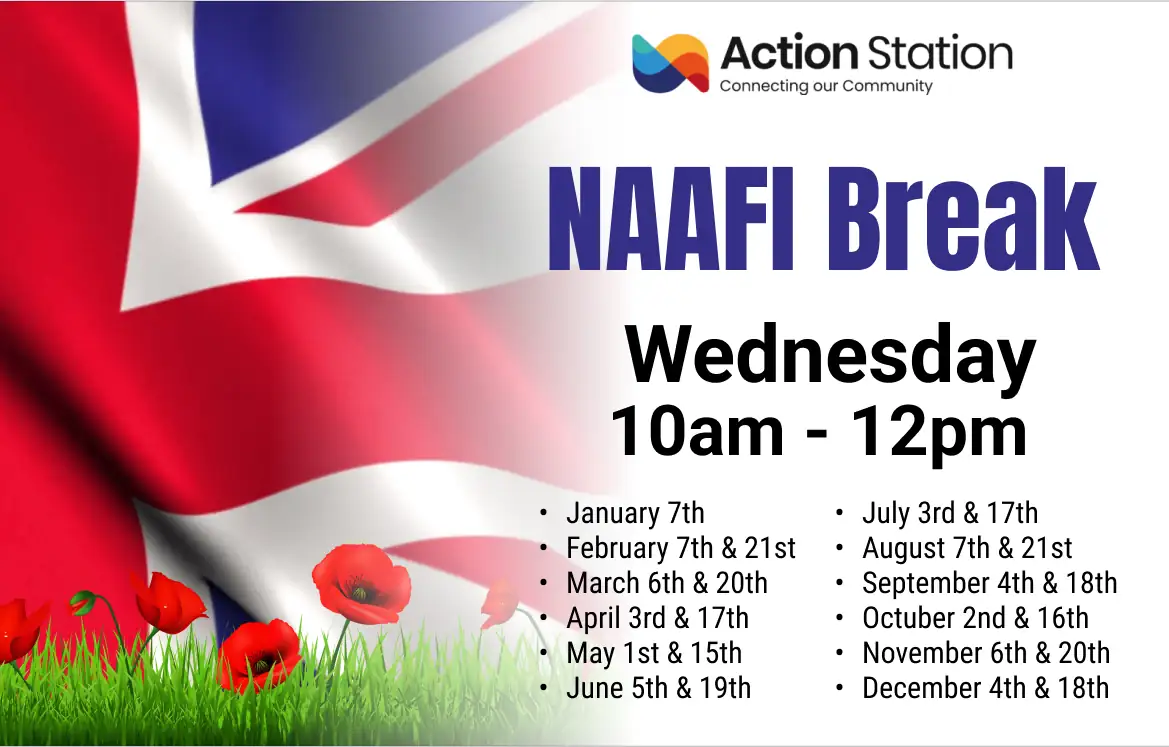 Action Station
Connecting our Community
NAAFI Break
Wednesday
10am - 12pm
• January 7th
• February 7th & 21st
• March 6th & 20th
• April 3rd & 17th
• May 1st & 15th
• June 5th & 19th
• July 3rd & 17th
• August 7th & 21st
• September 4th & 18th
• Octuber 2nd & 16th
• November 6th & 20th
• December 4th & 18th